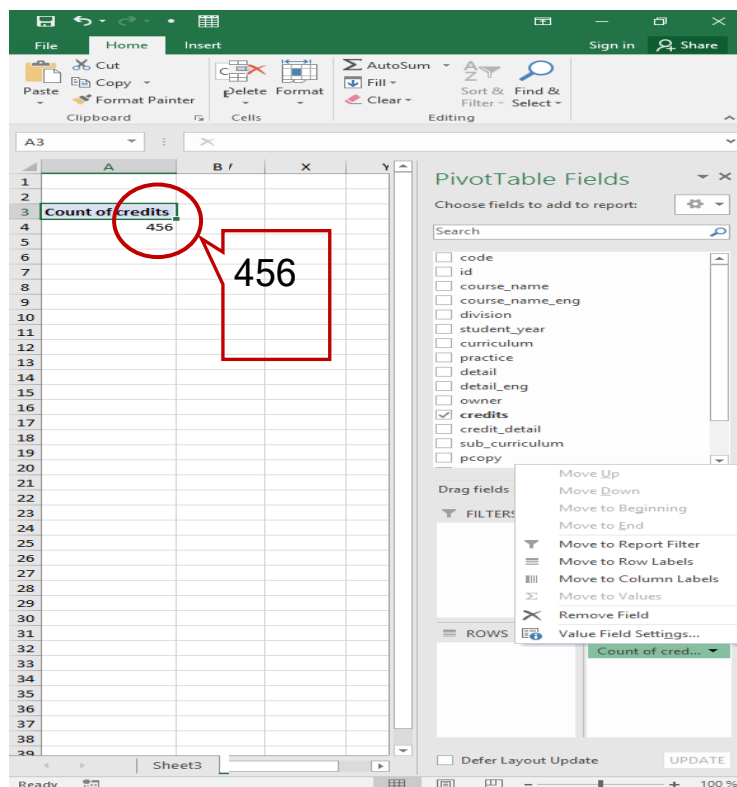 File Home Insert Sign in Share
Cut
Copy
Format Painter
Paste
Clipboard
Delete Format
Cells
AutoSum
Fill
Clear
Sort & Filter
Find & Select
Editing
A3
A B X Y
1
2
3 Count of credits
4 456
5
6
7
8
9
10
11
12
13
14
15
16
17
18
19
20
21
22
23
24
25
26
27
28
29
30
31
32
33
34
35
36
37
38
39
456
PivotTable Fields
Choose fields to add to report:
Search
code
id
course_name
course_name_eng
division
student_year
curriculum
practice
detail
detail_eng
owner
credits
credit_detail
sub_curriculum
pcopy
Drag fields
FILTERS
Move Up
Move Down
Move to Beginning
Move to End
Move to Report Filter
Move to Row Labels
Move to Column Labels
Move to Values
Remove Field
Value Field Settings...
ROWS
Count of cred...
Defer Layout Update UPDATE
Sheet3
Ready 100 %